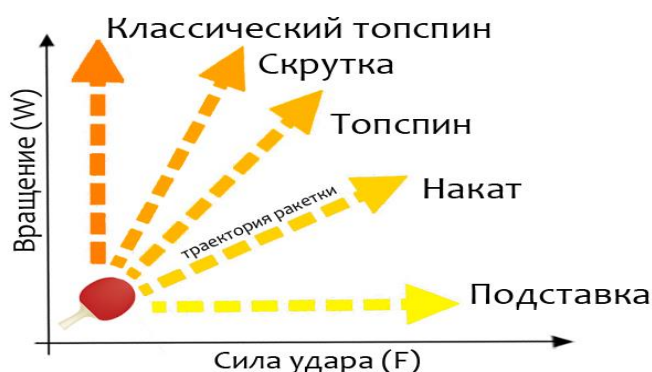 Классический топспин
Скрутка
Топспин
Накат
траектория ракетки
Подставка
Вращение (W)
Сила удара (F)